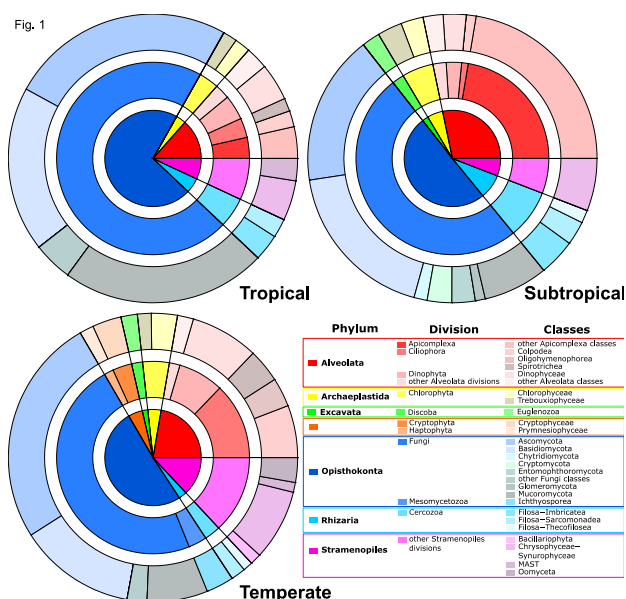 Fig. 1
Tropical
Subtropical
Temperate
Phylum Division Classes
Alveolata
Apicomplexa
Ciliophora
Dinophyta
other Alveolata divisions
other Apicomplexa classes
Colpodea
Oligohymenophorea
Spirotrichea
Dinophyceae
other Alveolata classes
Archaeplastida
Chlorophyta
Chlorophyceae
Trebouxiophyceae
Excavata
Discoba
Euglenozoa
Cryptophyta
Haptophyta
Cryptophyceae
Prymnesiophyceae
Opisthokonta
Fungi
Mesomycetozoa
Ascomycota
Basidiomycota
Chytridiomycota
Cryptomycota
Entomophthoromycota
other Fungi classes
Glomeromycota
Mucoromycota
Ichthyosporea
Rhizaria
Cercozoa
Filosa-Imbricatea
Filosa-Sarcomonadea
Filosa-Thecofilosea
Stramenopiles
other Stramenopiles
divisions
Bacillariophyta
Chrysophyceae-
Synurophyceae
MAST
Oomyceta